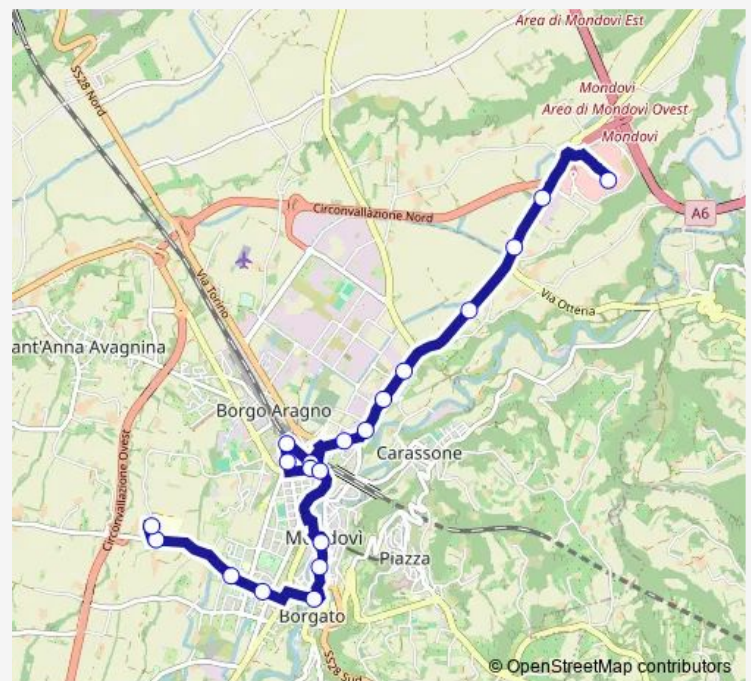 Area di Mondovì Est
SS28 Nord
Mondovì
Area di Mondovì Ovest
Mondovì
A6
Circonvallazione Nord
Via Torino
Via Otteria
ant'Anna Avagnina
Borgo Aragno
Carassone
Circonvallazione Ovest
Mondovì
Piazza
Borgato
SS28 Sud
© OpenStreetMap contributors